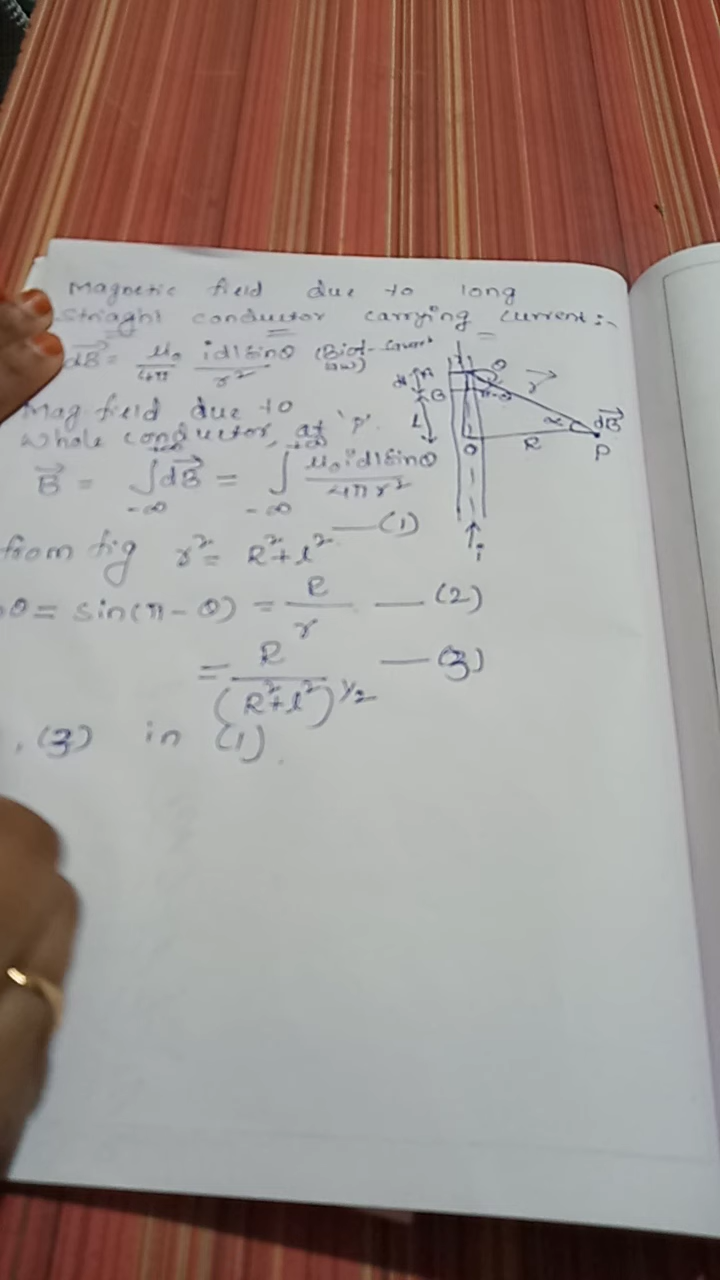 Magnetic field due to long
striaght conductor carrying current :-
dB⃗ = μ₀/4π idl sinθ/r² (Biot-
law)
Mag field due to
whole conductor, at 'p'.
B⃗ = ∫₋∞^+∞ dB⃗ = ∫₋∞^+∞ μ₀ idl sinθ/4πr²
—(1)
from fig r² = R²+l²
θ = sin(π-θ) = R/r —(2)
= R/(R²+l²)^1/2 —(3)
, (3) in (1).
A
θ
r⃗
B
π-θ
l
α
dB⃗
O
R
P
i